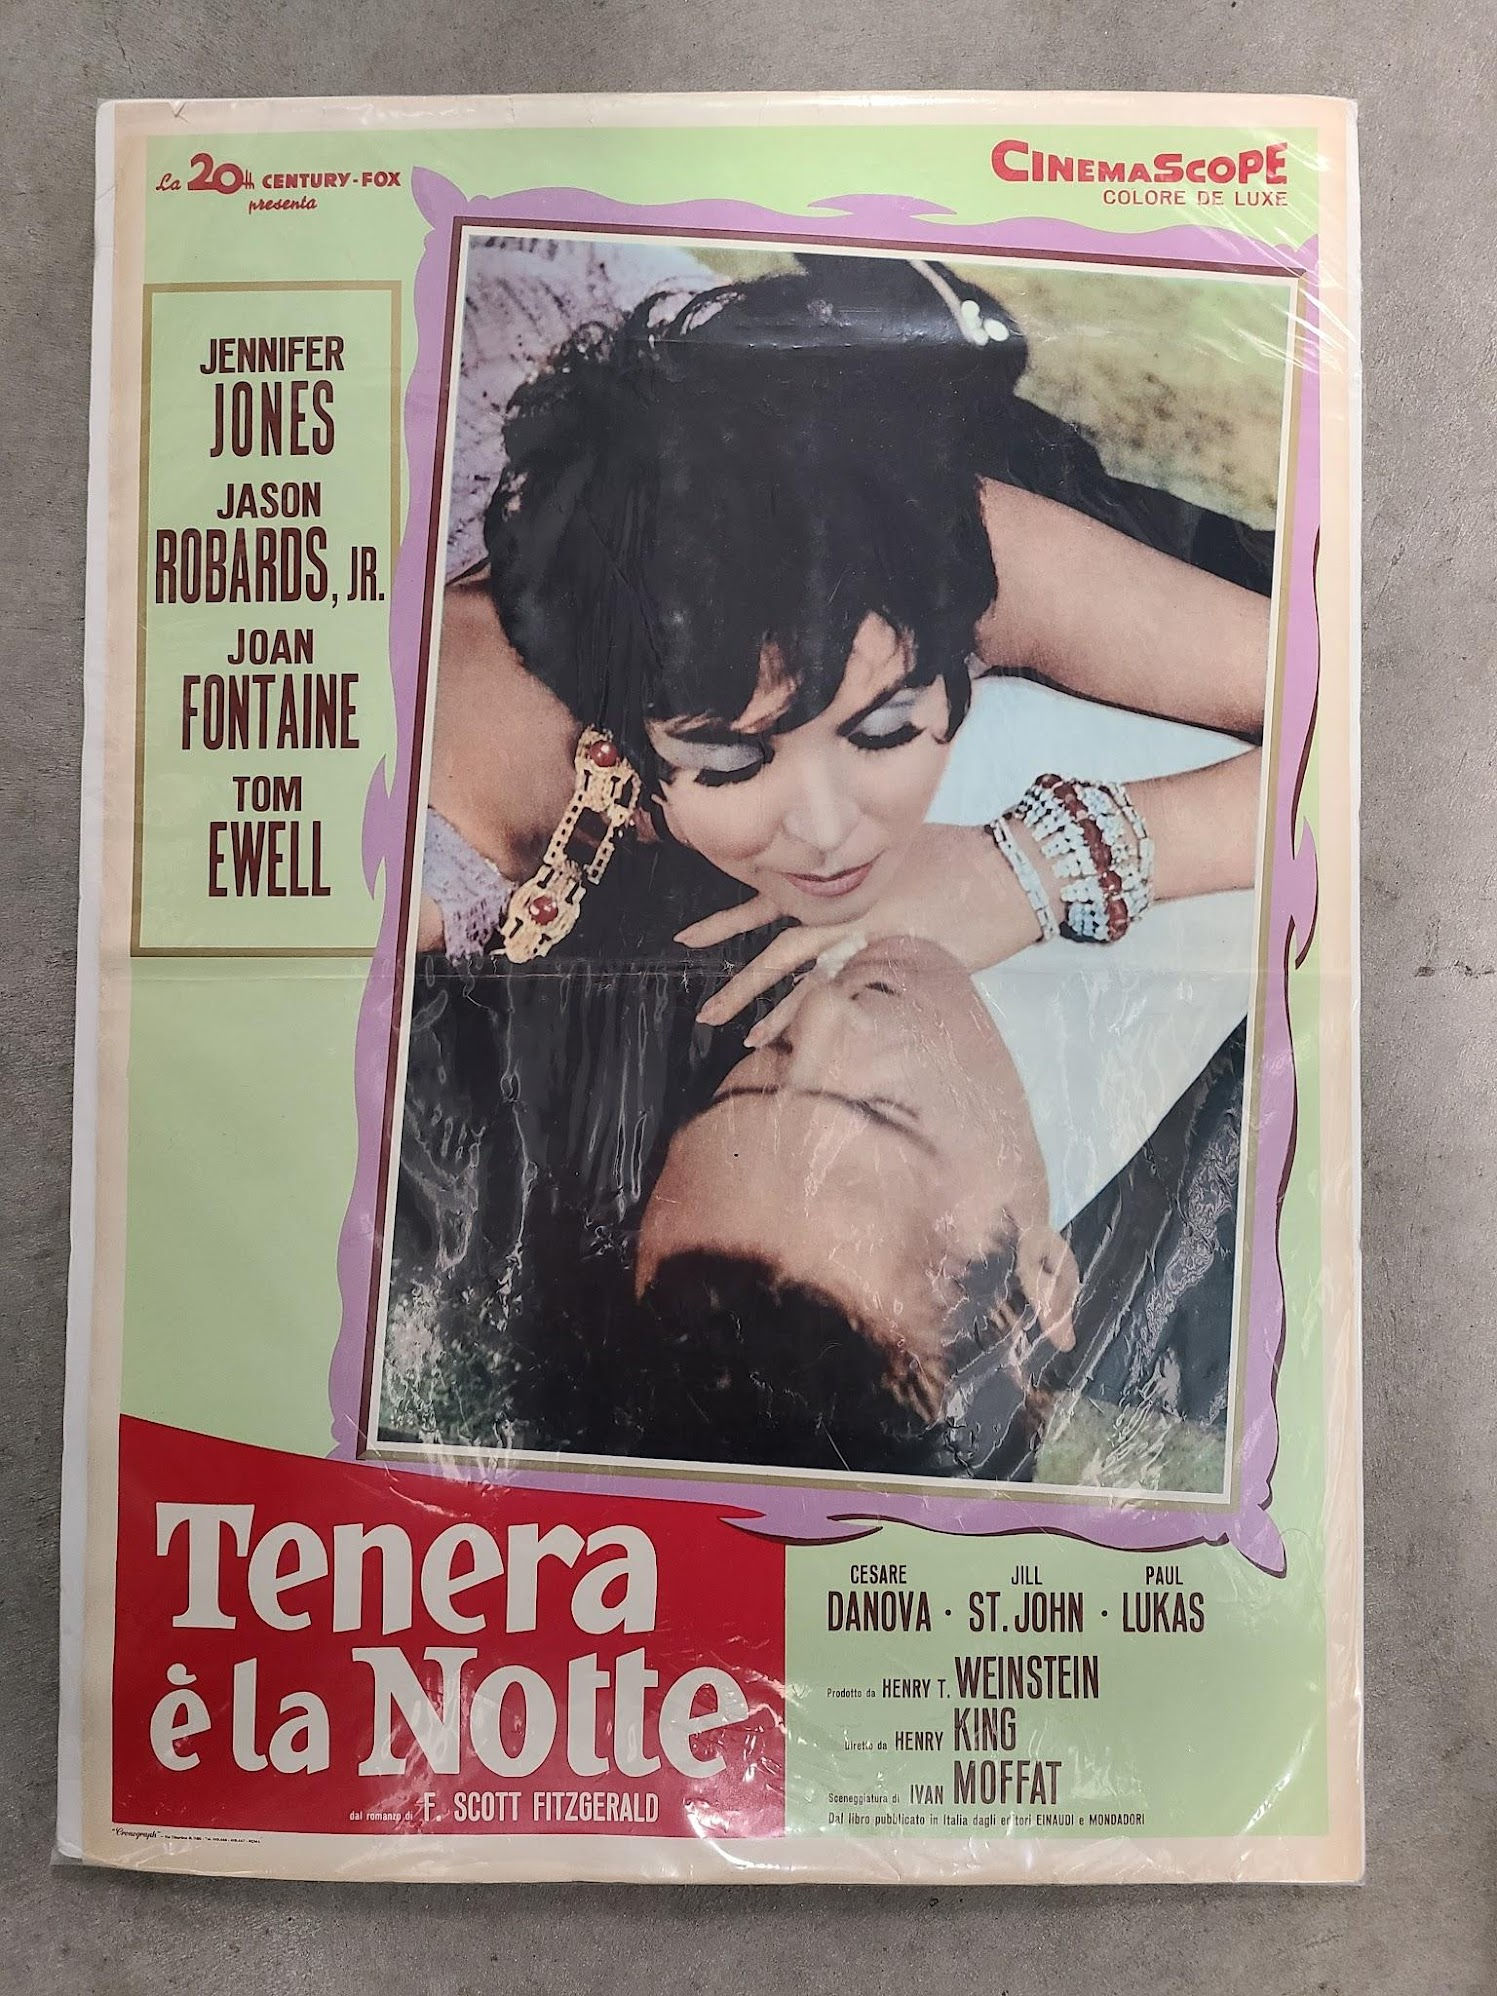 La 20th CENTURY-FOX
presenta
CINEMASCOPE
COLORE DE LUXE
JENNIFER
JONES
JASON
ROBARDS, JR.
JOAN
FONTAINE
TOM
EWELL
Tenera
è la Notte
dal romanzo di F. SCOTT FITZGERALD
CESARE JILL PAUL
DANOVA · ST. JOHN · LUKAS
Prodotto da HENRY T. WEINSTEIN
Diretto da HENRY KING
Sceneggiatura di IVAN MOFFAT
Dal libro pubblicato in Italia dagli editori EINAUDI e MONDADORI
"Cromograph"